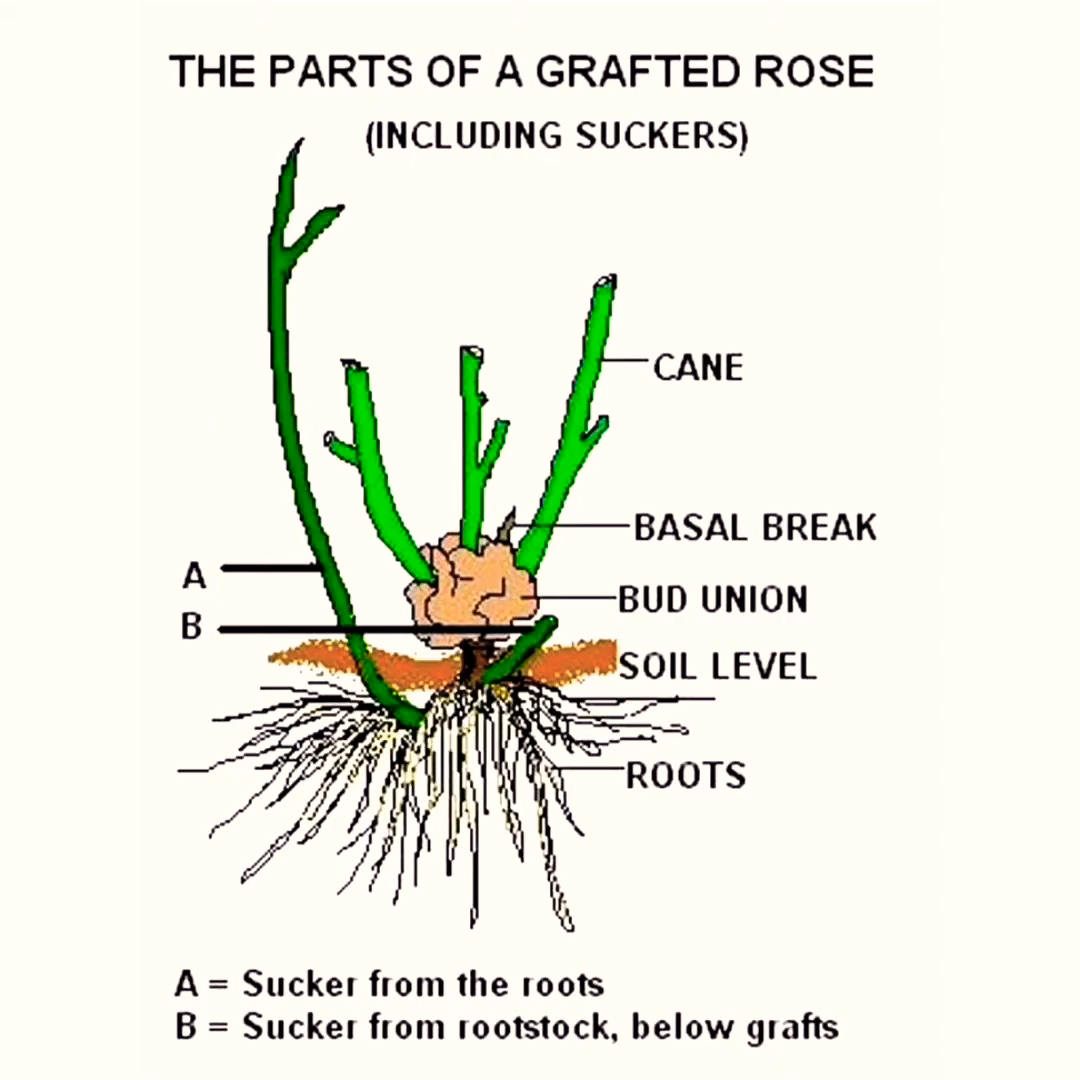 THE PARTS OF A GRAFTED ROSE
(INCLUDING SUCKERS)
CANE
BASAL BREAK
A
BUD UNION
B
SOIL LEVEL
ROOTS
A = Sucker from the roots
B = Sucker from rootstock, below grafts